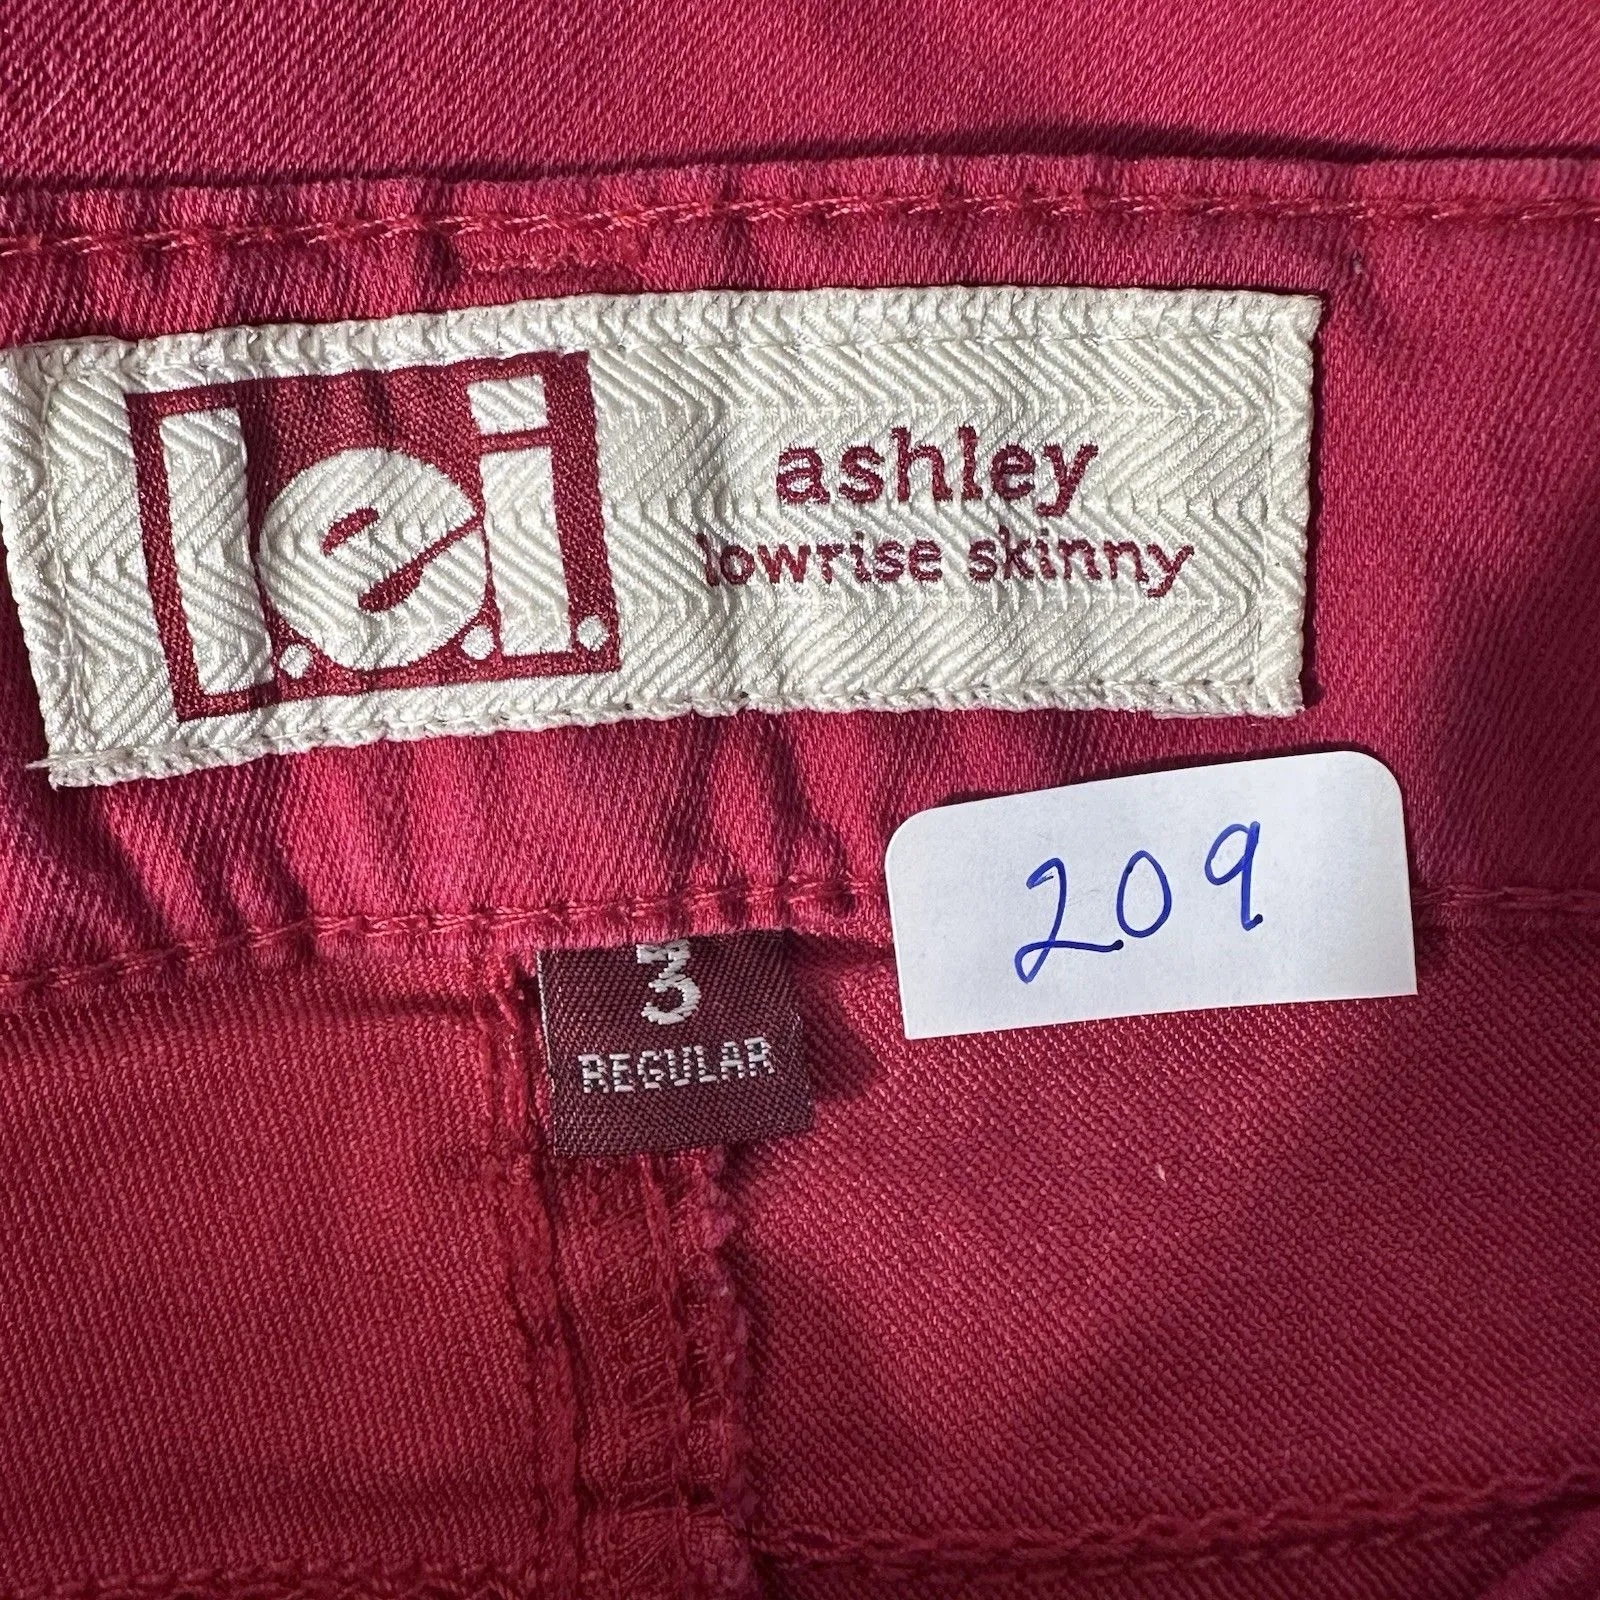 l.e.i.
ashley
lowrise skinny
209
3
REGULAR